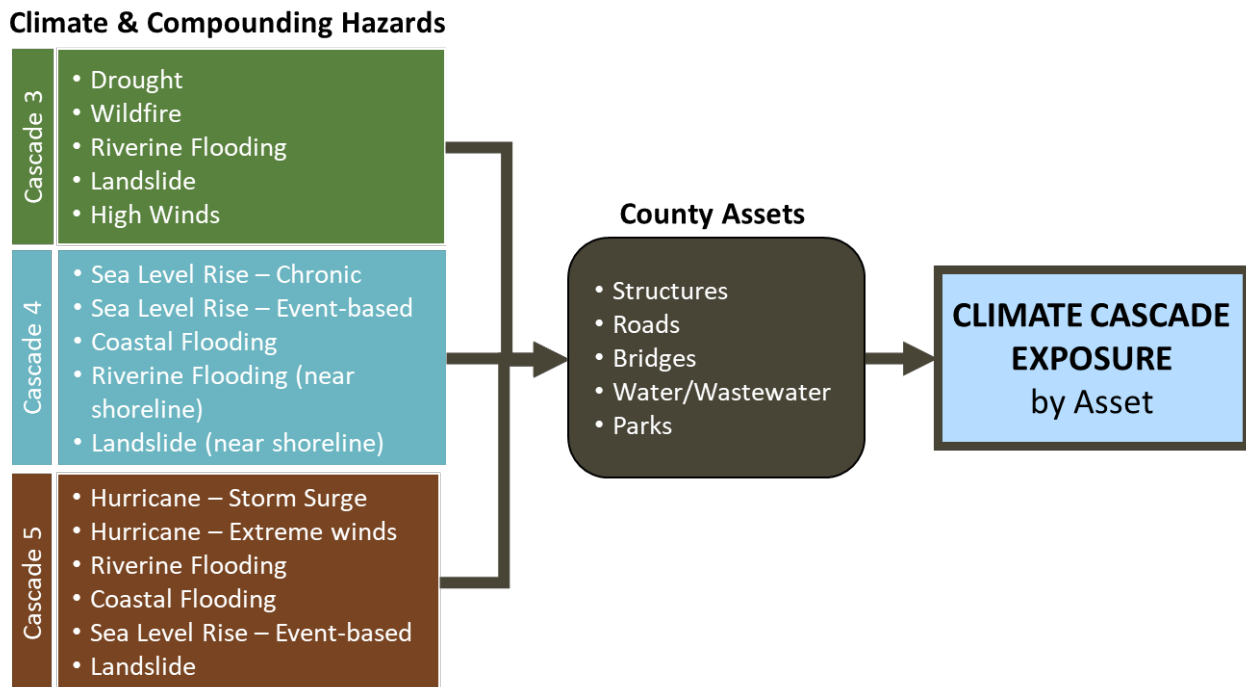 Climate & Compounding Hazards
Cascade 3
• Drought
• Wildfire
• Riverine Flooding
• Landslide
• High Winds
Cascade 4
• Sea Level Rise – Chronic
• Sea Level Rise – Event-based
• Coastal Flooding
• Riverine Flooding (near
shoreline)
• Landslide (near shoreline)
Cascade 5
• Hurricane – Storm Surge
• Hurricane – Extreme winds
• Riverine Flooding
• Coastal Flooding
• Sea Level Rise – Event-based
• Landslide
County Assets
• Structures
• Roads
• Bridges
• Water/Wastewater
• Parks
CLIMATE CASCADE
EXPOSURE
by Asset